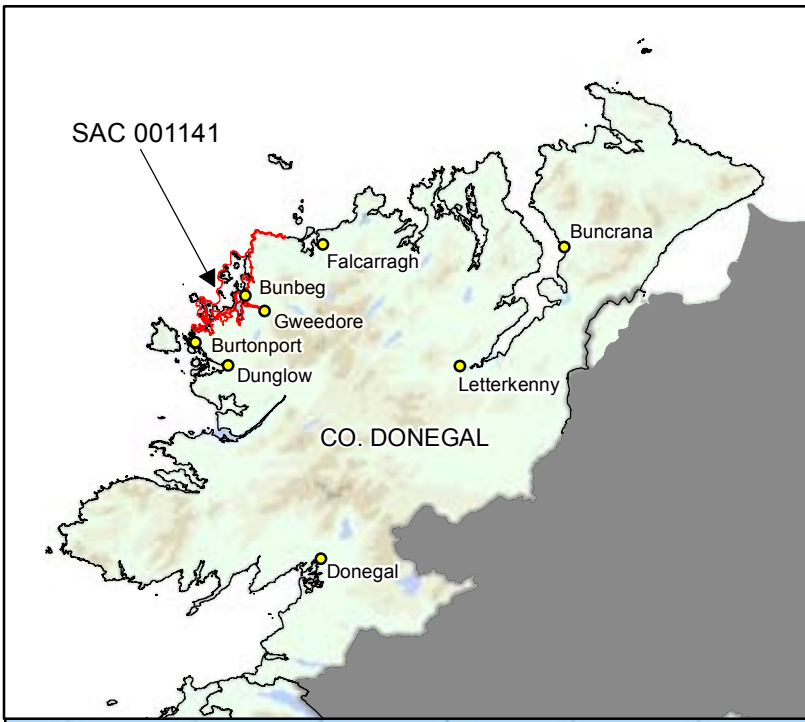 SAC 001141
Buncrana
Falcarragh
Bunbeg
Gweedore
Burtonport
Dunglow
Letterkenny
CO. DONEGAL
Donegal